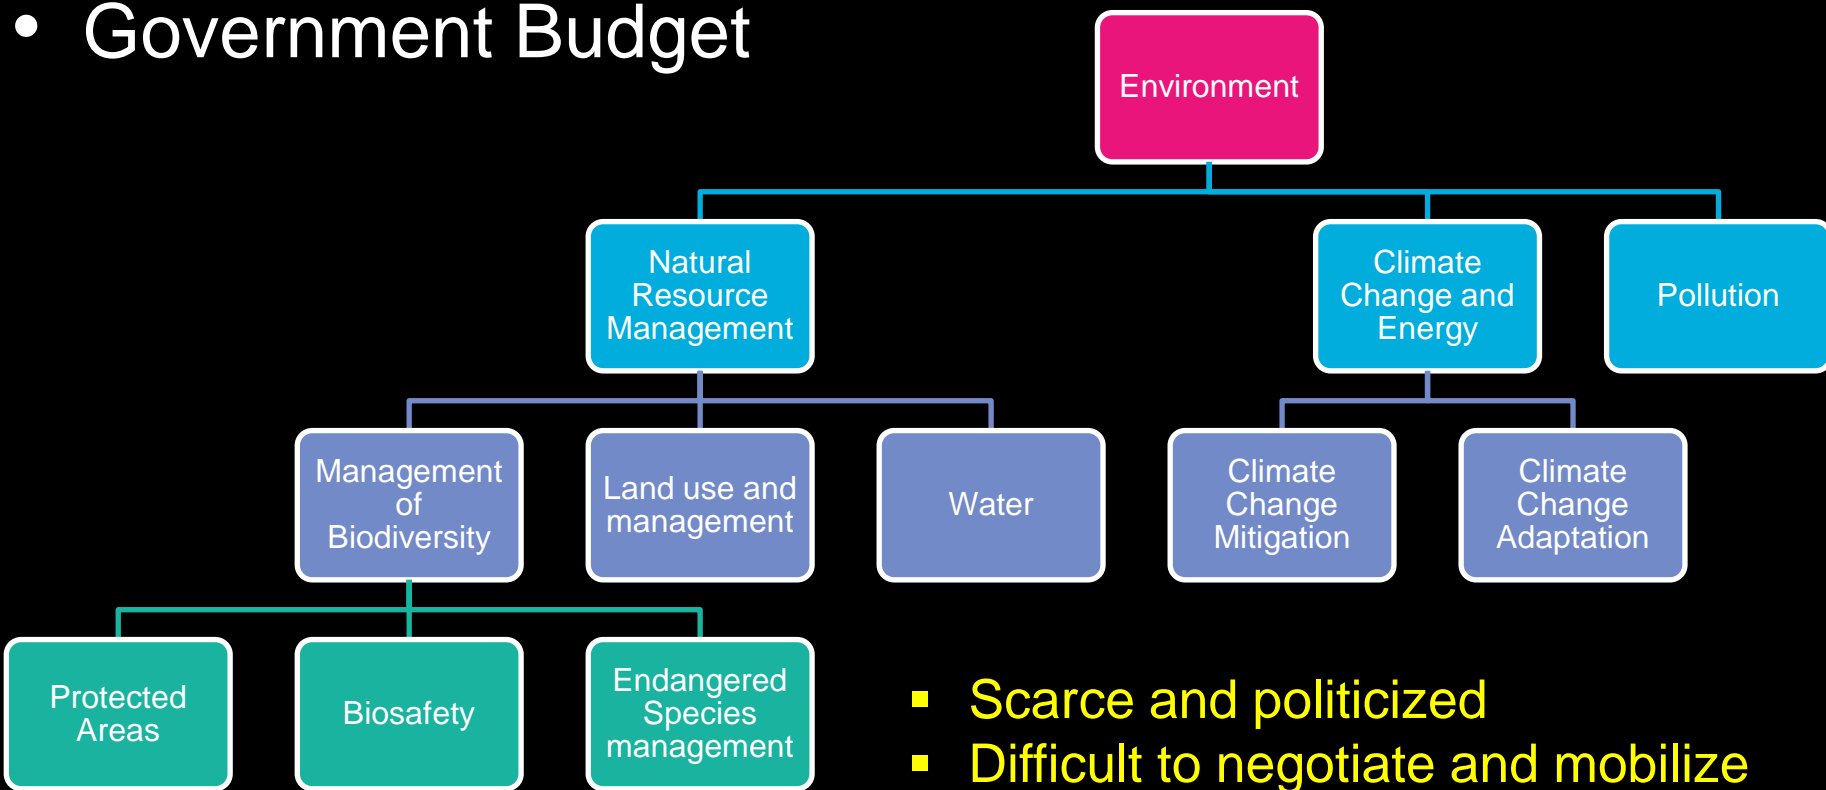 • Government Budget
Environment
Natural
Resource
Management
Climate
Change and
Energy
Pollution
Management
of
Biodiversity
Land use and
management
Water
Climate
Change
Mitigation
Climate
Change
Adaptation
Protected
Areas
Biosafety
Endangered
Species
management
▪ Scarce and politicized
▪ Difficult to negotiate and mobilize